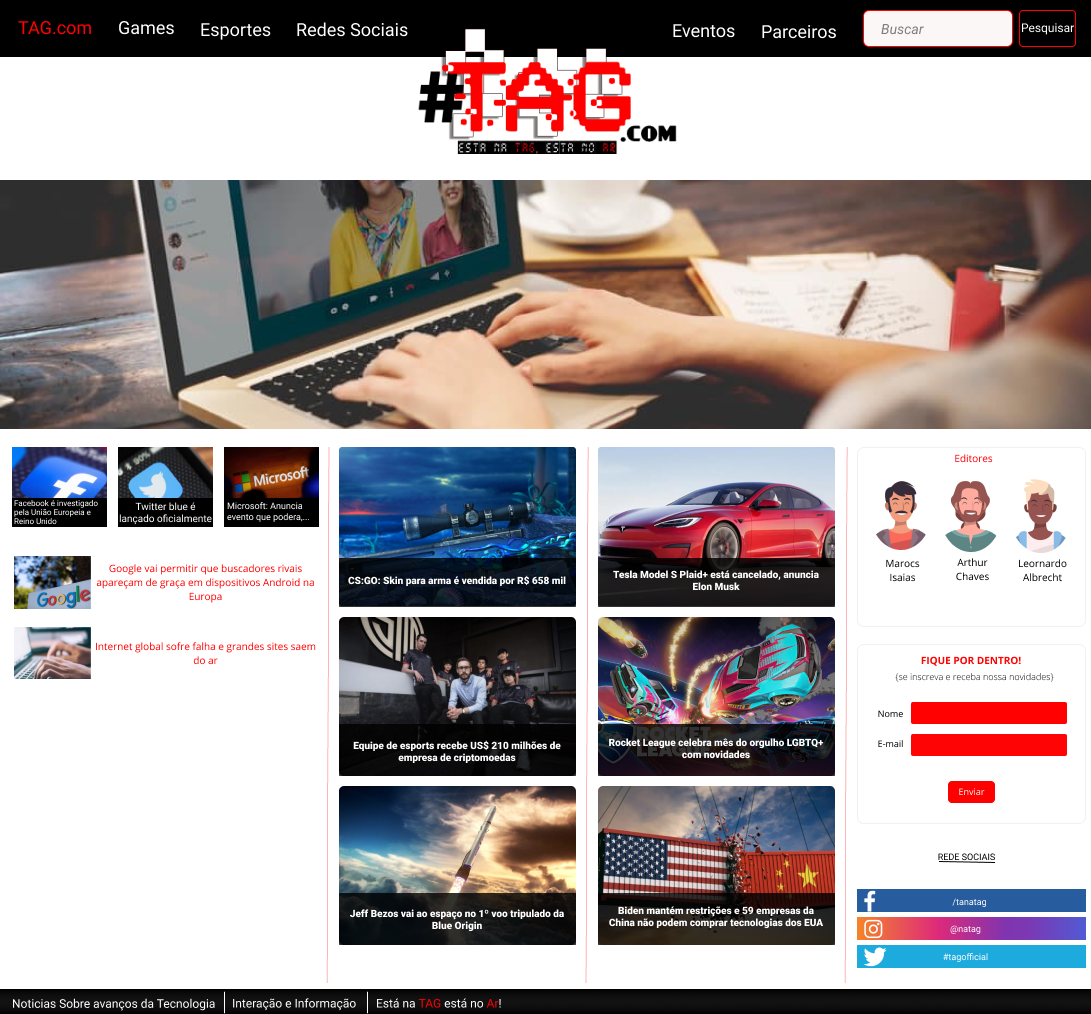 TAG.com
Games
Esportes
Redes Sociais
Eventos
Parceiros
Buscar
Pesquisar
#TAG
.COM
ESTA NA TAG, ESTA NO AR
Facebook é investigado
pela União Europeia e
Reino Unido
Twitter blue é
lançado oficialmente
Microsoft
Microsoft: Anuncia
evento que podera,...
Google
Google vai permitir que buscadores rivais
apareçam de graça em dispositivos Android na
Europa
Internet global sofre falha e grandes sites saem
do ar
CS:GO: Skin para arma é vendida por R$ 658 mil
Equipe de esports recebe US$ 210 milhões de
empresa de criptomoedas
Jeff Bezos vai ao espaço no 1º voo tripulado da
Blue Origin
Tesla Model S Plaid+ está cancelado, anuncia
Elon Musk
ROCKET
LEAGUE
Rocket League celebra mês do orgulho LGBTQ+
com novidades
Biden mantém restrições e 59 empresas da
China não podem comprar tecnologias dos EUA
Editores
Marocs
Isaias
Arthur
Chaves
Leornardo
Albrecht
FIQUE POR DENTRO!
(se inscreva e receba nossa novidades)
Nome
E-mail
Enviar
REDE SOCIAIS
/tanatag
@natag
#tagofficial
Noticias Sobre avanços da Tecnologia
Interação e Informação
Está na TAG está no Ar!